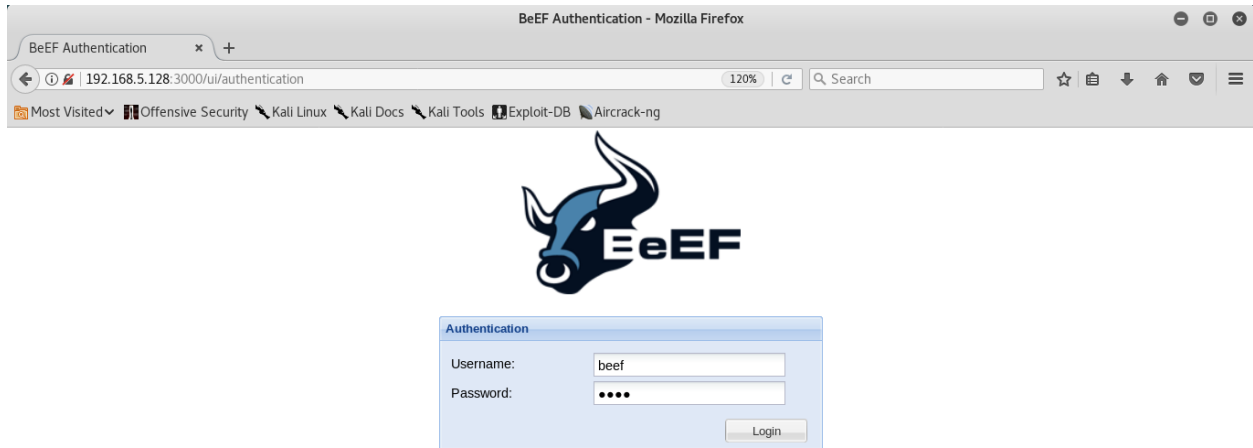 BeEF Authentication - Mozilla Firefox
BeEF Authentication
192.168.5.128:3000/ui/authentication 120% Search
Most Visited Offensive Security Kali Linux Kali Docs Kali Tools Exploit-DB Aircrack-ng
BeEF
Authentication
Username: beef
Password: ●●●●
Login